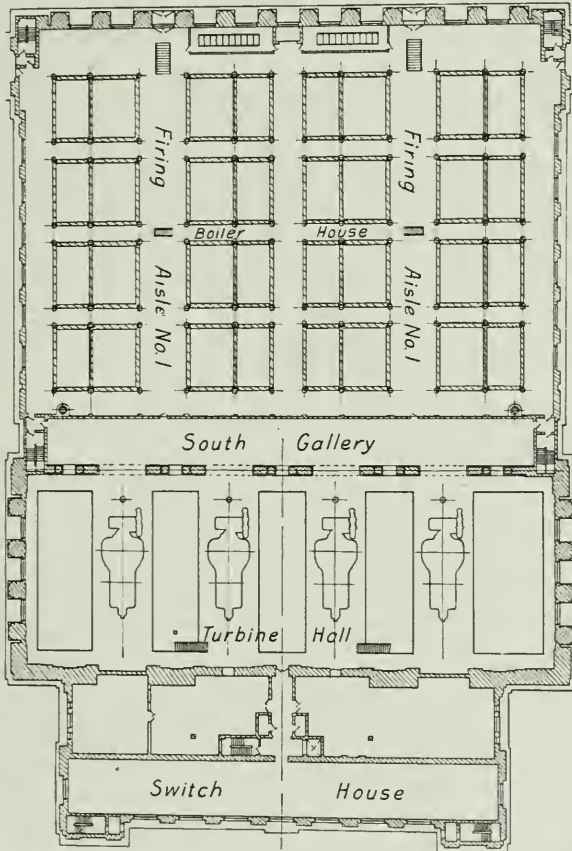 Firing Aisle No. 1
Firing Aisle No. 1
Boiler House
South Gallery
Turbine Hall
Switch House